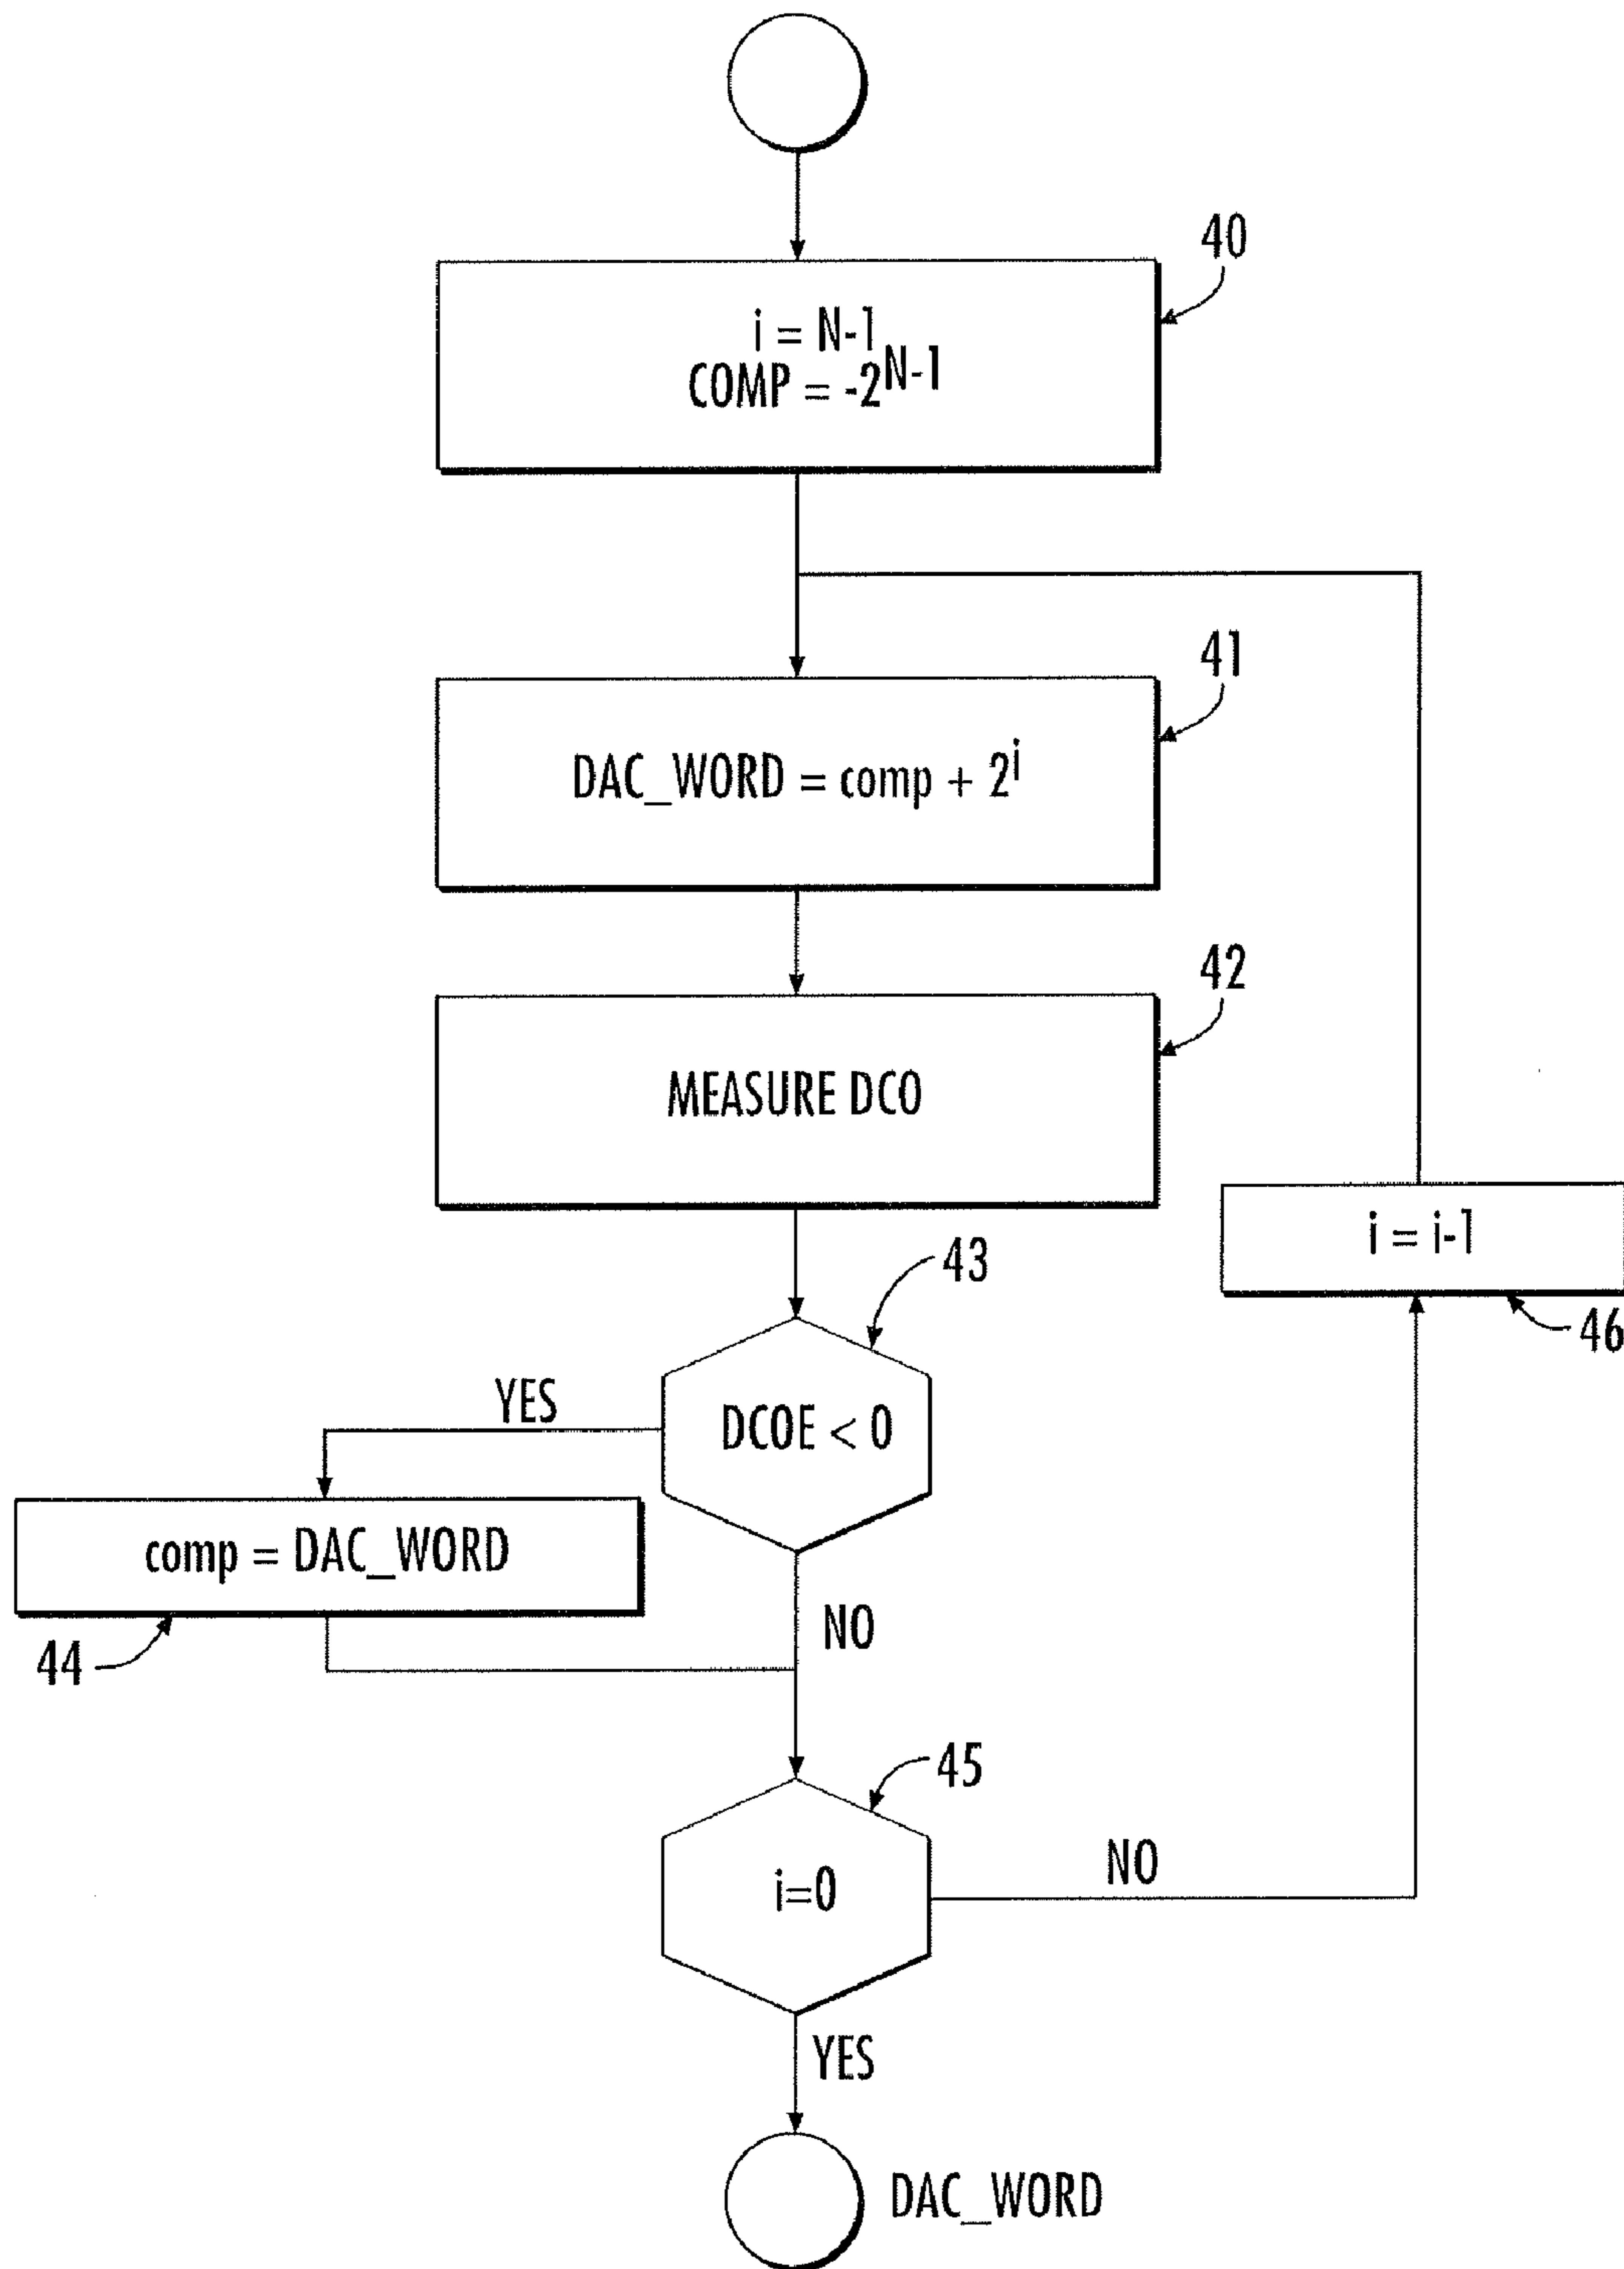 40
i = N-1
COMP = -2^N-1
41
DAC_WORD = comp + 2^i
42
MEASURE DCO
i = i-1
46
43
YES
DCOE < 0
comp = DAC_WORD
44
NO
45
i=0
NO
YES
DAC_WORD